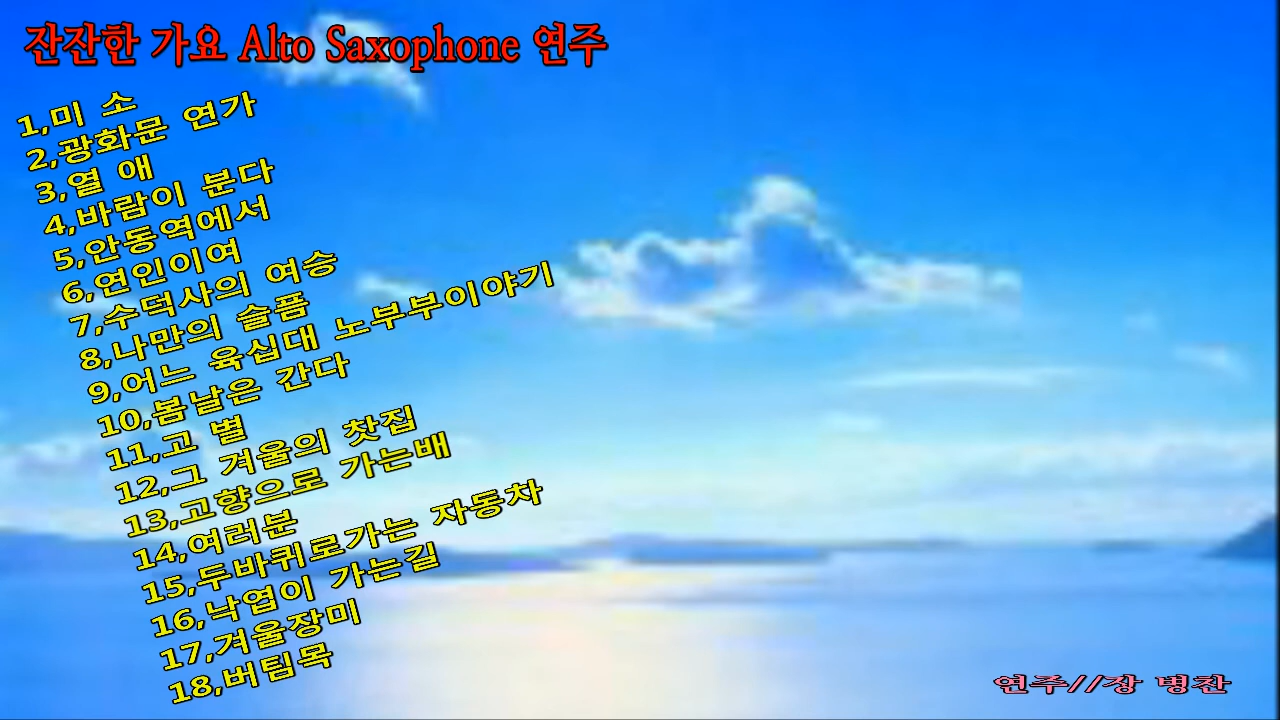 잔잔한 가요 Alto Saxophone 연주
1,미 소
2,광화문 연가
3,열 애
4,바람이 분다
5,안동역에서
6,연인이여
7,수덕사의 여승
8,나만의 슬픔
9,어느 육십대 노부부이야기
10,봄날은 간다
11,고 별
12,그 겨울의 찻집
13,고향으로 가는배
14,여러분
15,두바퀴로가는 자동차
16,낙엽이 가는길
17,겨울장미
18,버팀목
연주//장 병찬